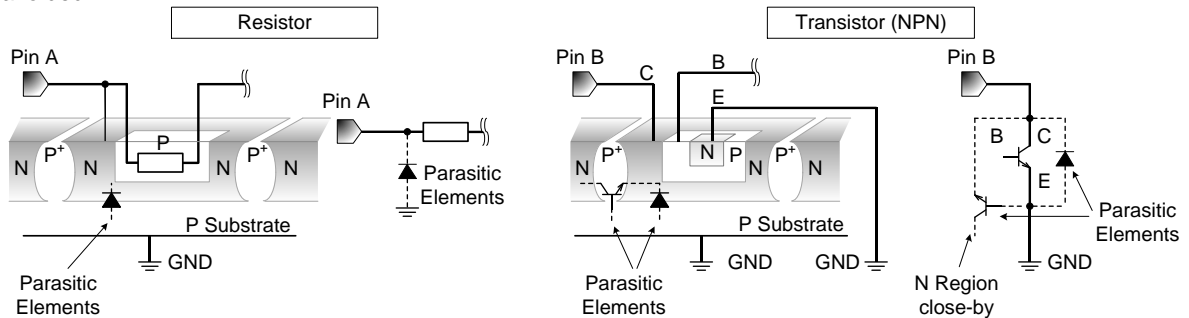 Resistor
Transistor (NPN)
Pin A
Pin A
P
N P+ N N P+ N
Parasitic
Elements
P Substrate
GND
Parasitic
Elements
Pin B
C
B
E
N P+ N N P P+ N
P Substrate
GND
GND
Parasitic
Elements
Pin B
B C
E
Parasitic
Elements
GND
N Region
close-by